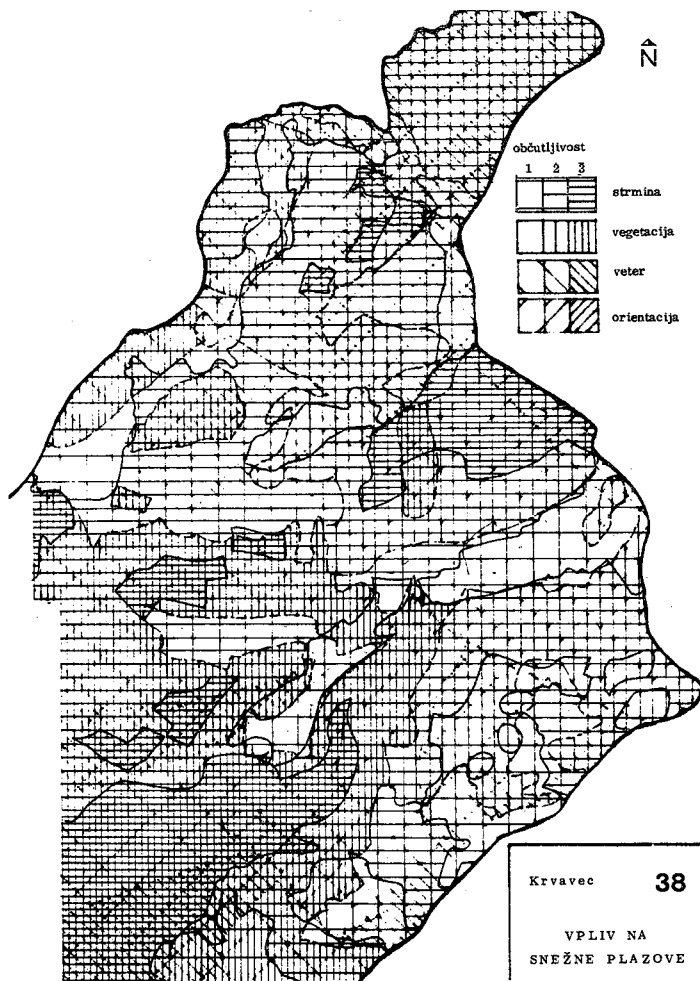 N
občutljivost
1 2 3
strmina
vegetacija
veter
orientacija
Krvavec 38
VPLIV NA
SNEŽNE PLAZOVE